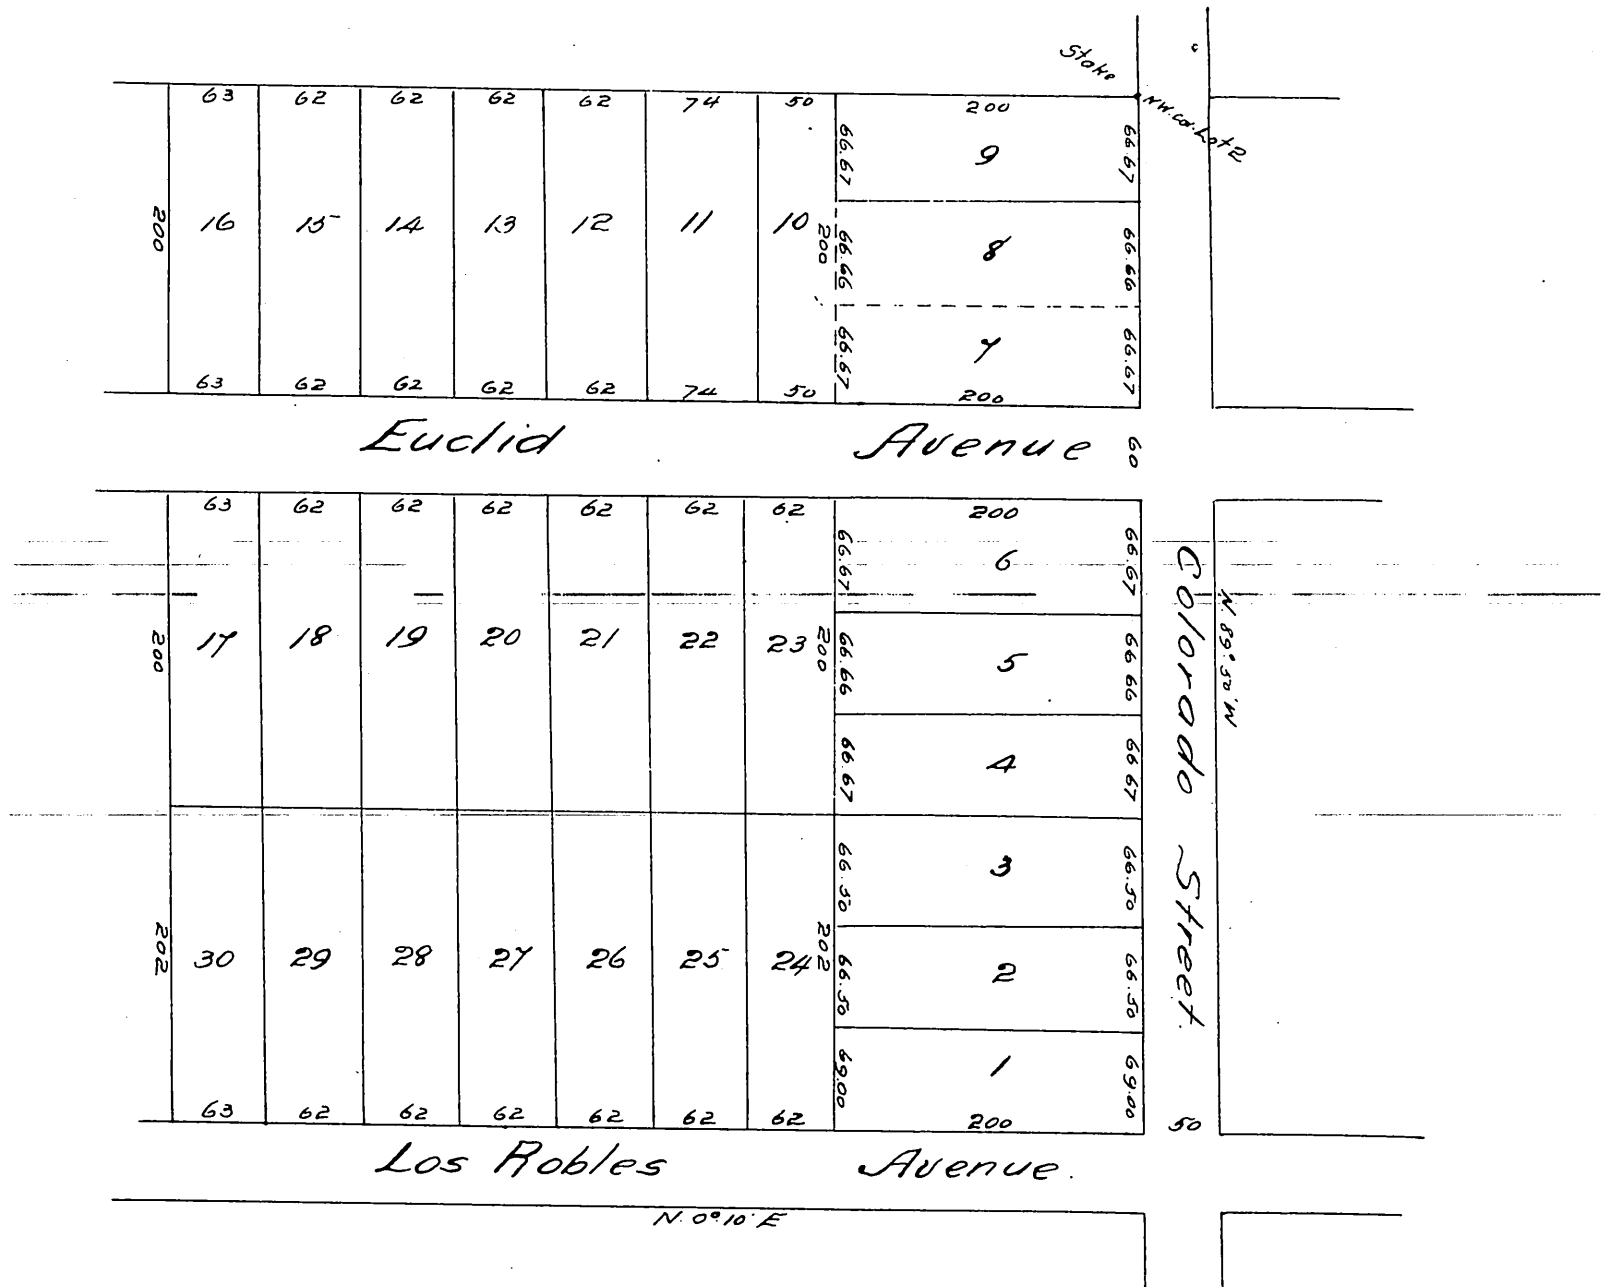 Stake
NW. cor. Lot 2
63 62 62 62 62 74 50 200
66.67 9 66.67
200 16 15 14 13 12 11 10 200 66.66 8 66.66
66.67 7 66.67
63 62 62 62 62 74 50 200
Euclid Avenue 60
63 62 62 62 62 62 62 200
66.67 6 66.67
200 17 18 19 20 21 22 23 200 66.66 5 66 66
66.67 4 66 67
Colorado Street.
N. 89° 50' W
66.50 3 66.50
202 30 29 28 27 26 25 24 202 66.50 2 66.50
69.00 1 69.00
63 62 62 62 62 62 62 200 50
Los Robles Avenue.
N. 0° 10' E